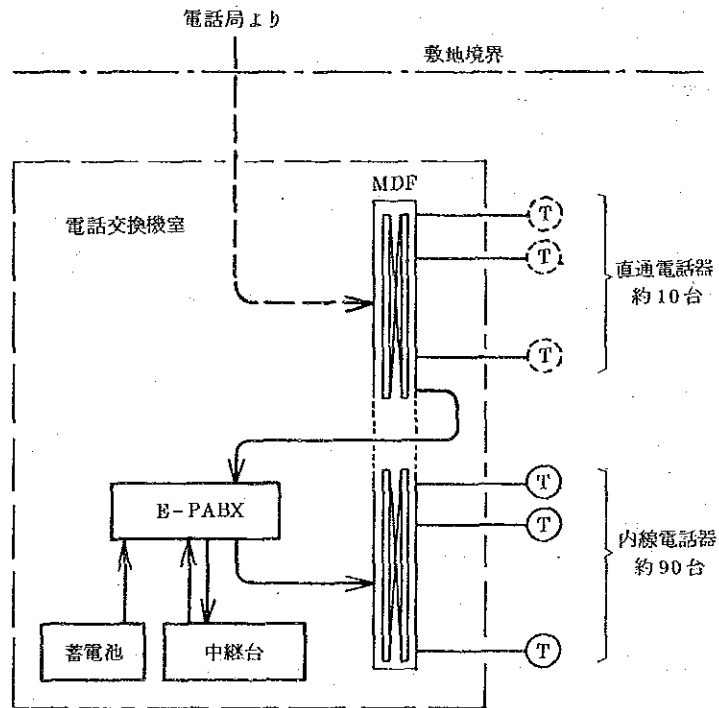 電話局より
敷地境界
MDF
電話交換機室
T
T
直通電話器
約10台
T
E-PABX
T
T
内線電話器
約90台
蓄電池
中継台
T